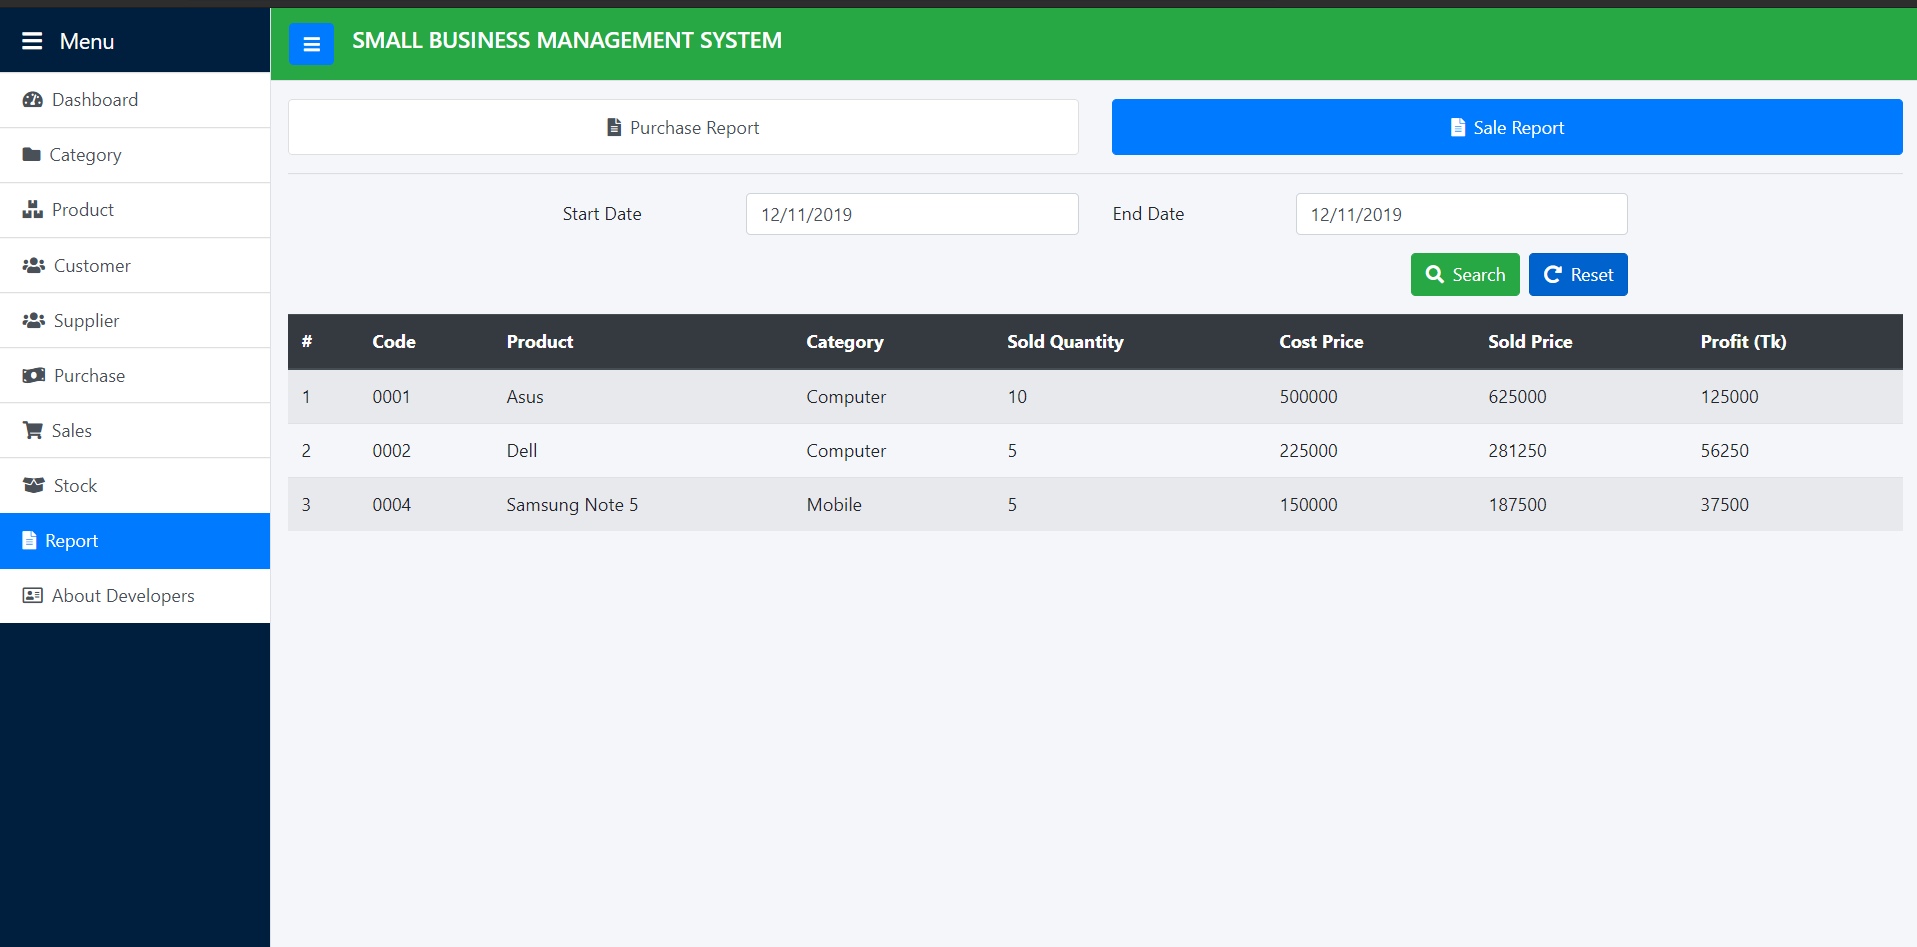 Menu
SMALL BUSINESS MANAGEMENT SYSTEM
Dashboard
Category
Product
Customer
Supplier
Purchase
Sales
Stock
Report
About Developers
Purchase Report
Sale Report
Start Date 12/11/2019 End Date 12/11/2019
Search Reset
# Code Product Category Sold Quantity Cost Price Sold Price Profit (Tk)
1 0001 Asus Computer 10 500000 625000 125000
2 0002 Dell Computer 5 225000 281250 56250
3 0004 Samsung Note 5 Mobile 5 150000 187500 37500